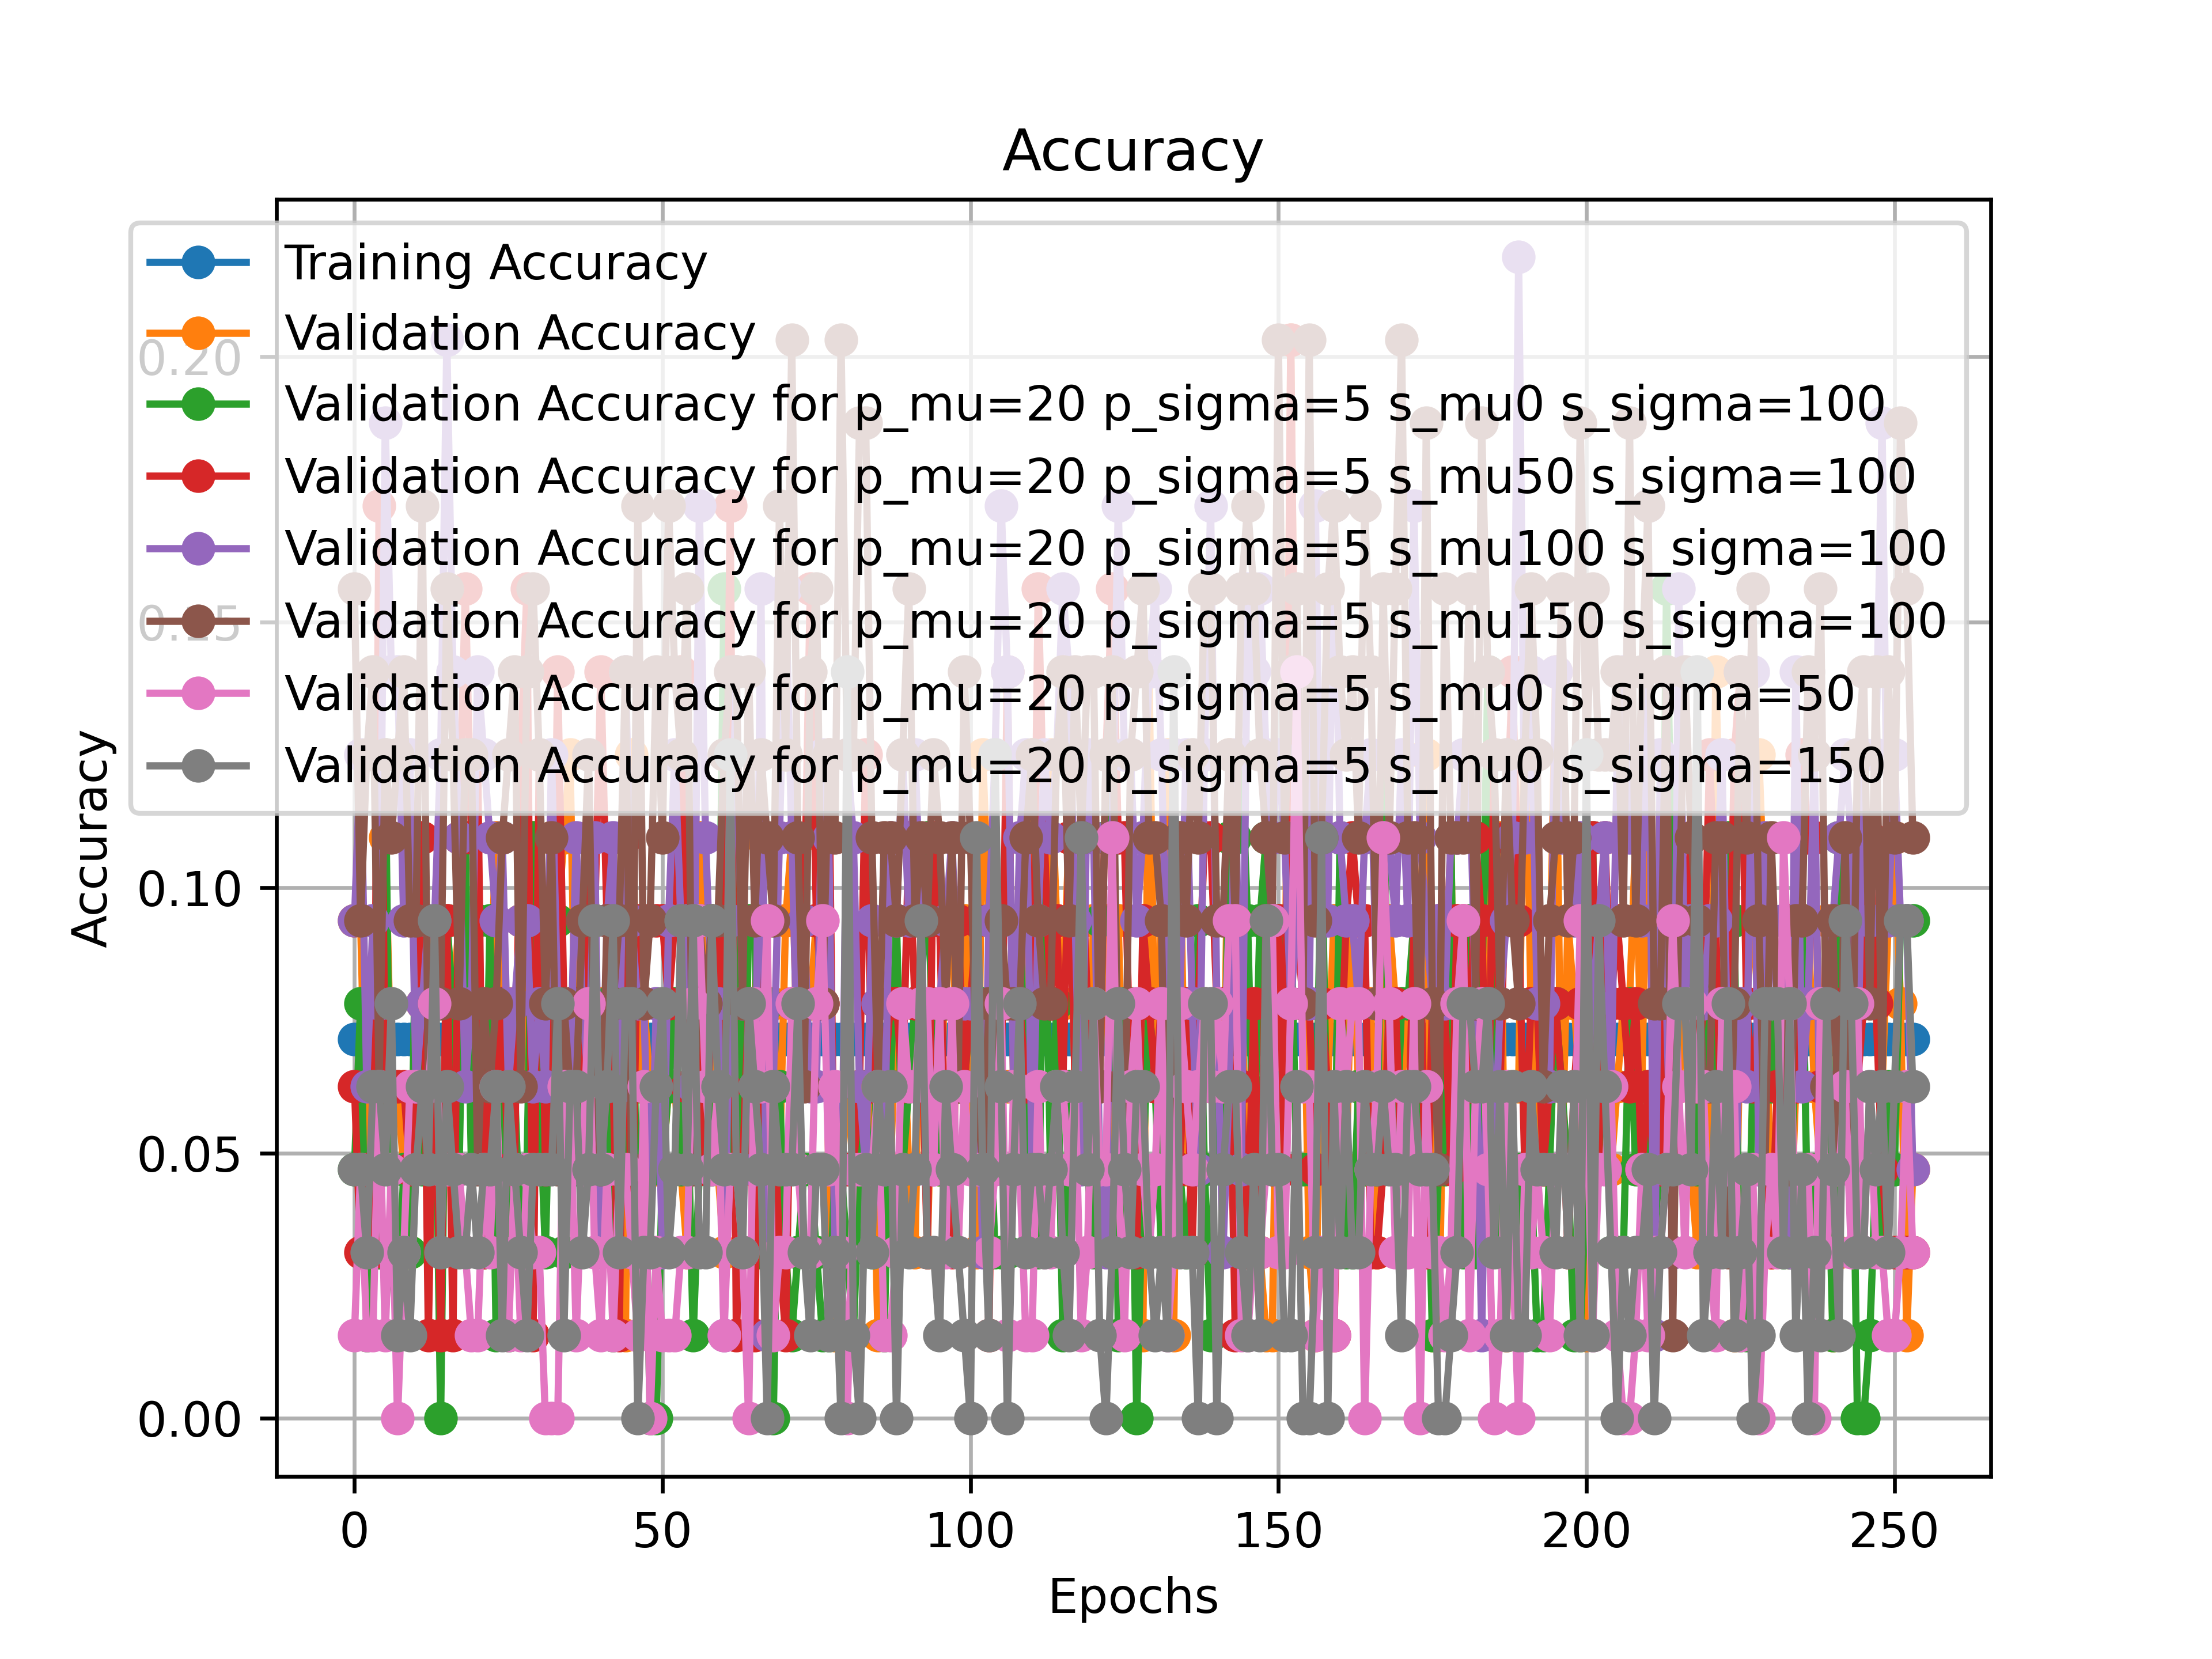 Accuracy
Training Accuracy
Validation Accuracy
0.20
Validation Accuracy for p_mu=20 p_sigma=5 s_mu0 s_sigma=100
Validation Accuracy for p_mu=20 p_sigma=5 s_mu50 s_sigma=100
Validation Accuracy for p_mu=20 p_sigma=5 s_mu100 s_sigma=100
0.15
Validation Accuracy for p_mu=20 p_sigma=5 s_mu150 s_sigma=100
Validation Accuracy for p_mu=20 p_sigma=5 s_mu0 s_sigma=50
Validation Accuracy for p_mu=20 p_sigma=5 s_mu0 s_sigma=150
Accuracy
0.10
0.05
0.00
0 50 100 150 200 250
Epochs